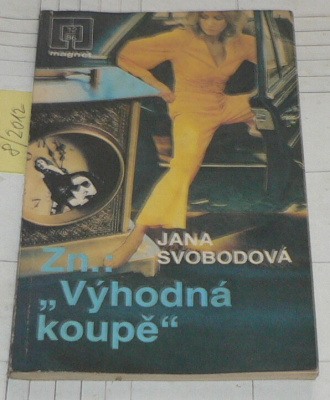 magnet
8/2012
JANA
SVOBODOVÁ
Zn.:
„Výhodná
koupě“